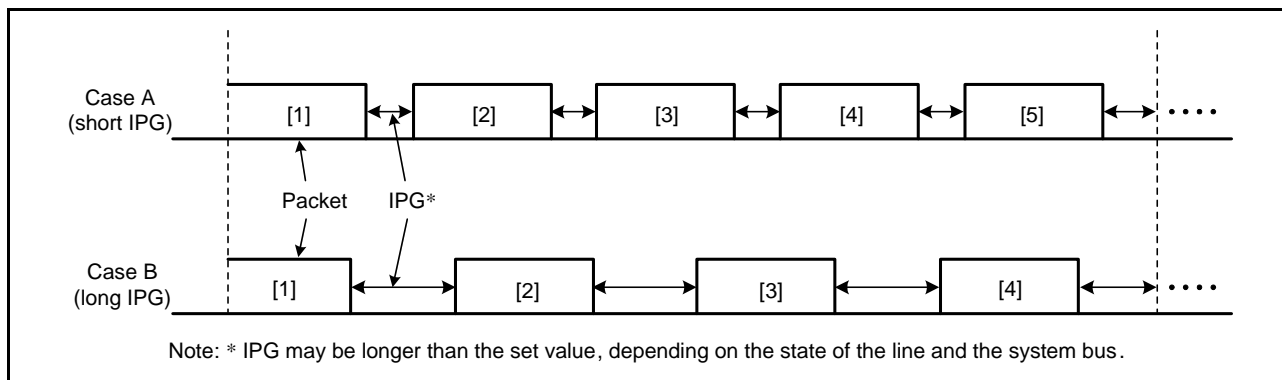 Case A
(short IPG)
[1] [2] [3] [4] [5]
Packet IPG*
Case B
(long IPG)
[1] [2] [3] [4]
Note: * IPG may be longer than the set value, depending on the state of the line and the system bus.